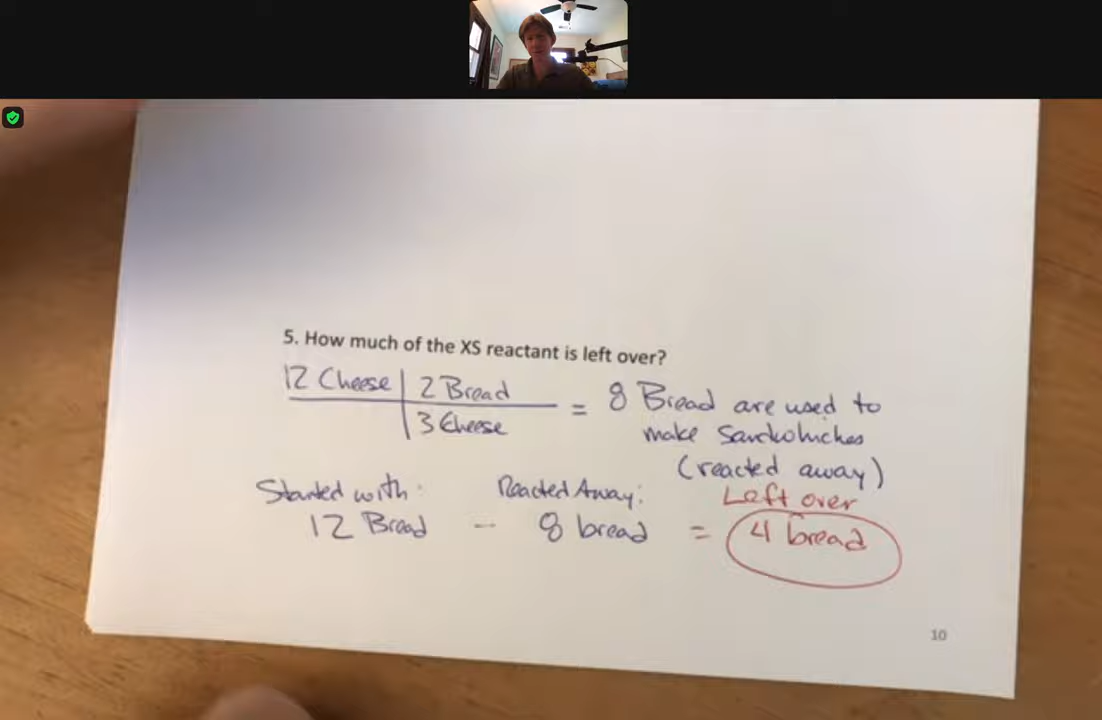 5. How much of the XS reactant is left over?
12 Cheese | 2 Bread
3 Cheese
= 8 Bread are used to
make Sandwhiches
(reacted away)
Started with: Reacted Away: Left over
12 Bread - 8 bread = 4 bread
10